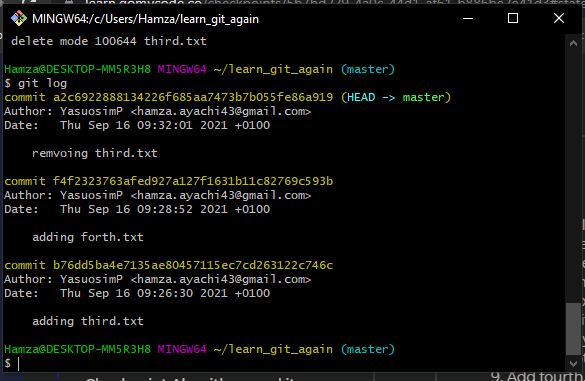 MINGW64:/c/Users/Hamza/learn_git_again
delete mode 100644 third.txt
Hamza@DESKTOP-MM5R3H8 MINGW64 ~/learn_git_again (master)
$ git log
commit a2c6922888134226f685aa7473b7b055fe86a919 (HEAD -> master)
Author: YasuosimP <hamza.ayachi43@gmail.com>
Date:   Thu Sep 16 09:32:01 2021 +0100
remvoing third.txt
commit f4f2323763afed927a127f1631b11c82769c593b
Author: YasuosimP <hamza.ayachi43@gmail.com>
Date:   Thu Sep 16 09:28:52 2021 +0100
adding forth.txt
commit b76dd5ba4e7135ae80457115ec7cd263122c746c
Author: YasuosimP <hamza.ayachi43@gmail.com>
Date:   Thu Sep 16 09:26:30 2021 +0100
adding third.txt
Hamza@DESKTOP-MM5R3H8 MINGW64 ~/learn_git_again (master)
$
9. Add fourth